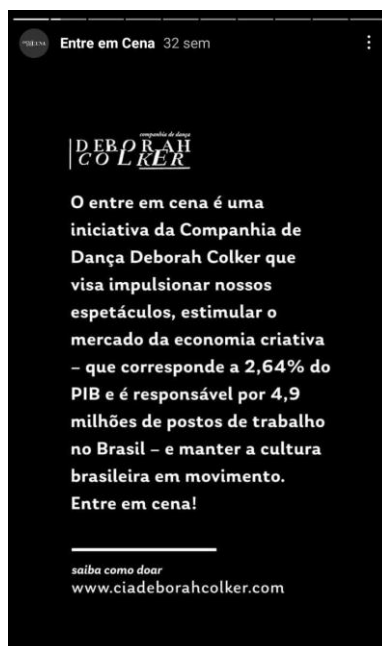 Entre em Cena 32 sem
companhia de dança
DEBORAH
COLKER
O entre em cena é uma
iniciativa da Companhia de
Dança Deborah Colker que
visa impulsionar nossos
espetáculos, estimular o
mercado da economia criativa
– que corresponde a 2,64% do
PIB e é responsável por 4,9
milhões de postos de trabalho
no Brasil – e manter a cultura
brasileira em movimento.
Entre em cena!
saiba como doar
www.ciadeborahcolker.com